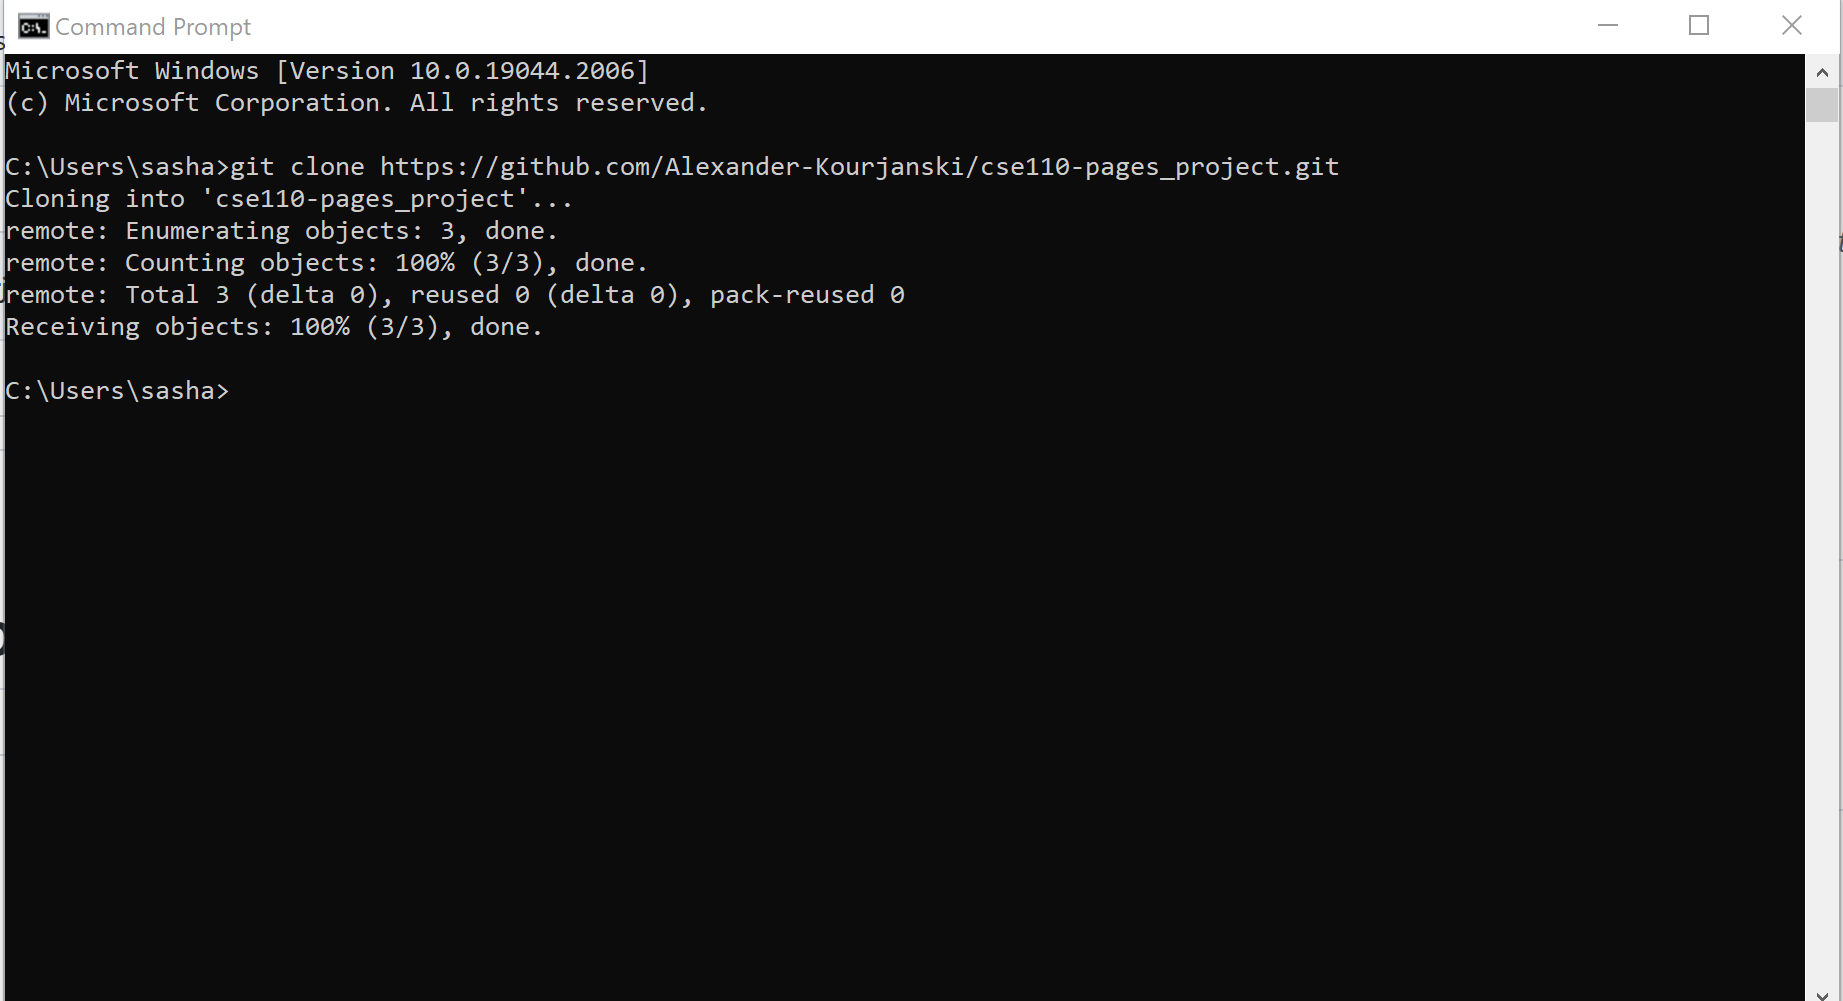 Command Prompt
Microsoft Windows [Version 10.0.19044.2006]
(c) Microsoft Corporation. All rights reserved.
C:\Users\sasha>git clone https://github.com/Alexander-Kourjanski/cse110-pages_project.git
Cloning into 'cse110-pages_project'...
remote: Enumerating objects: 3, done.
remote: Counting objects: 100% (3/3), done.
remote: Total 3 (delta 0), reused 0 (delta 0), pack-reused 0
Receiving objects: 100% (3/3), done.
C:\Users\sasha>